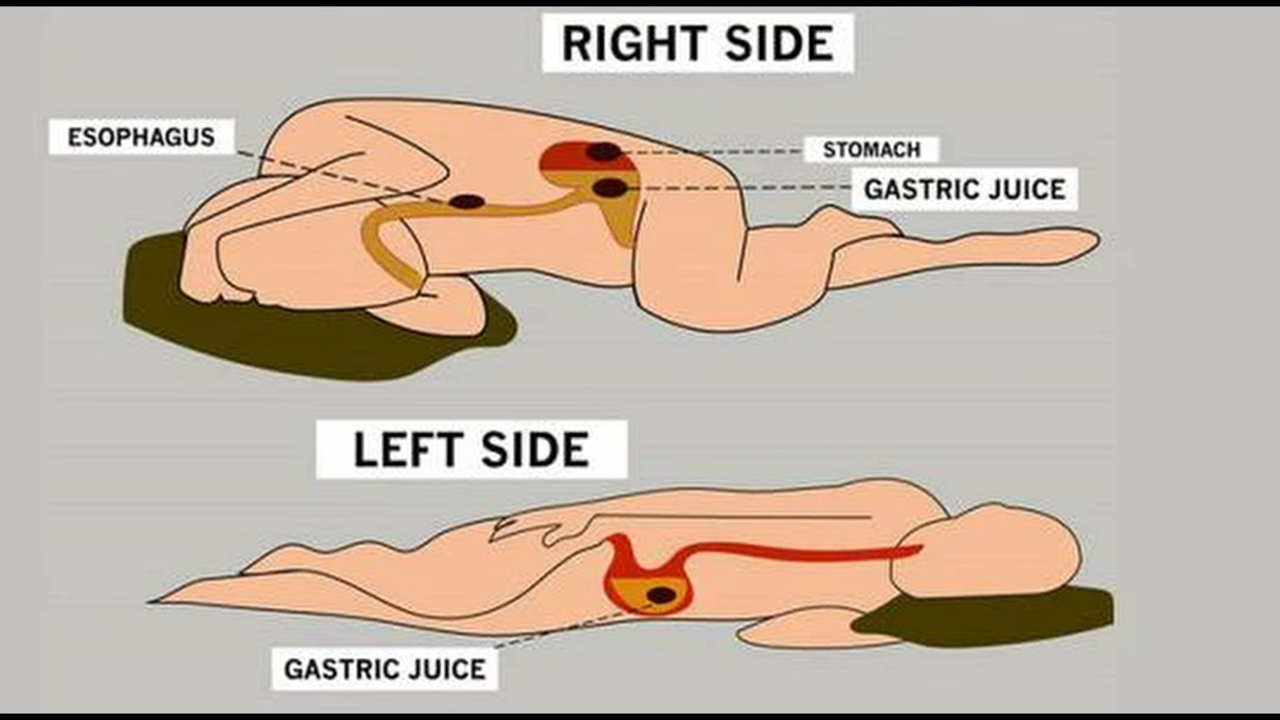 RIGHT SIDE
ESOPHAGUS
STOMACH
GASTRIC JUICE
LEFT SIDE
GASTRIC JUICE